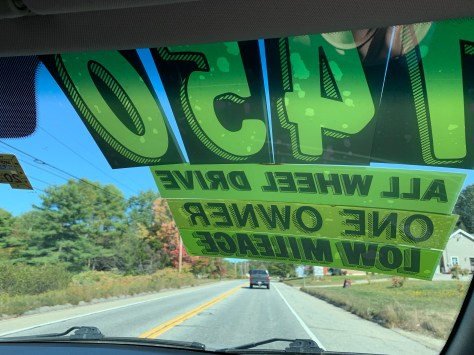 1450
ALL WHEEL DRIVE
ONE OWNER
LOW MILEAGE